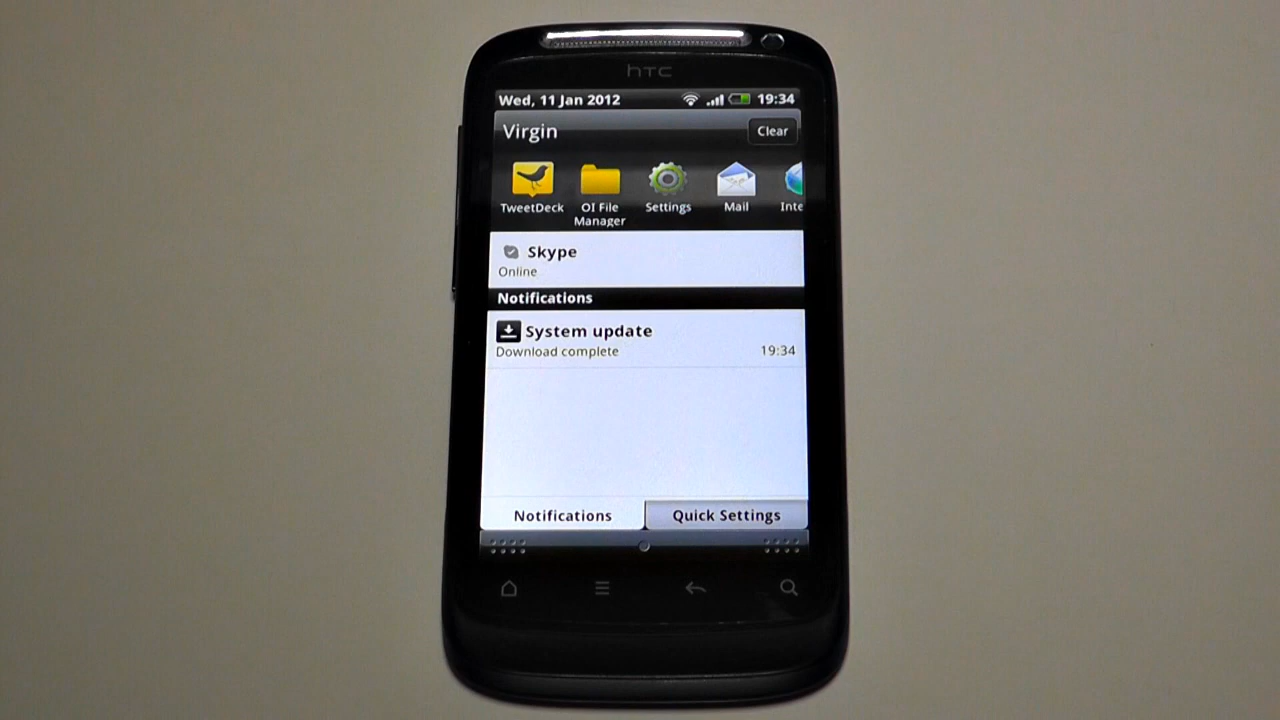 hTC
Wed, 11 Jan 2012 19:34
Virgin Clear
TweetDeck OI File Manager Settings Mail Inte
Skype
Online
Notifications
System update
Download complete 19:34
Notifications Quick Settings